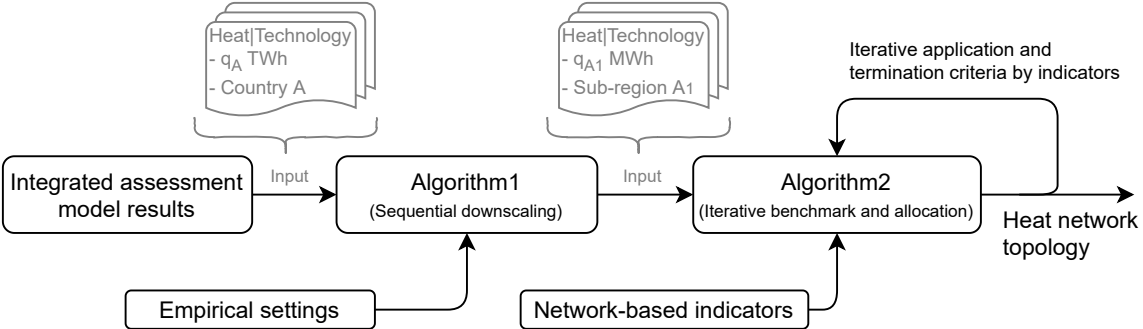 Heat|Technology
- qA TWh
- Country A
Heat|Technology
- qA1 MWh
- Sub-region A1
Iterative application and
termination criteria by indicators
Integrated assessment
model results
Input
Algorithm1
(Sequential downscaling)
Input
Algorithm2
(Iterative benchmark and allocation)
Heat network
topology
Empirical settings
Network-based indicators